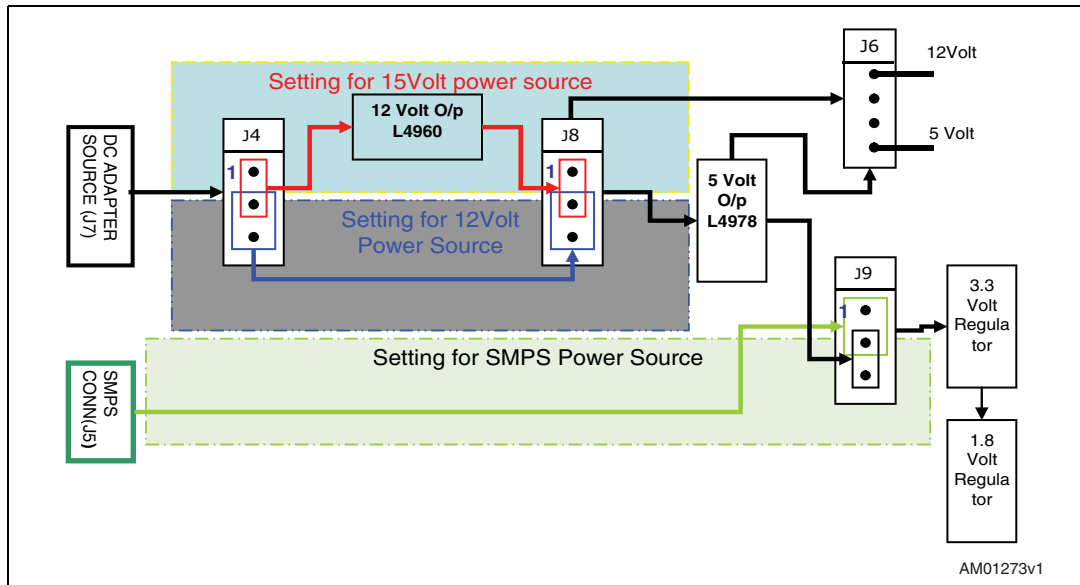 Setting for 15Volt power source
12 Volt O/p
L4960
J4
1
J8
1
J6
12Volt
5 Volt
DC ADAPTER
SOURCE (J7)
5 Volt
O/p
L4978
Setting for 12Volt
Power Source
J9
1
3.3
Volt
Regula
tor
Setting for SMPS Power Source
SMPS
CONN(J5)
1.8
Volt
Regula
tor
AM01273v1